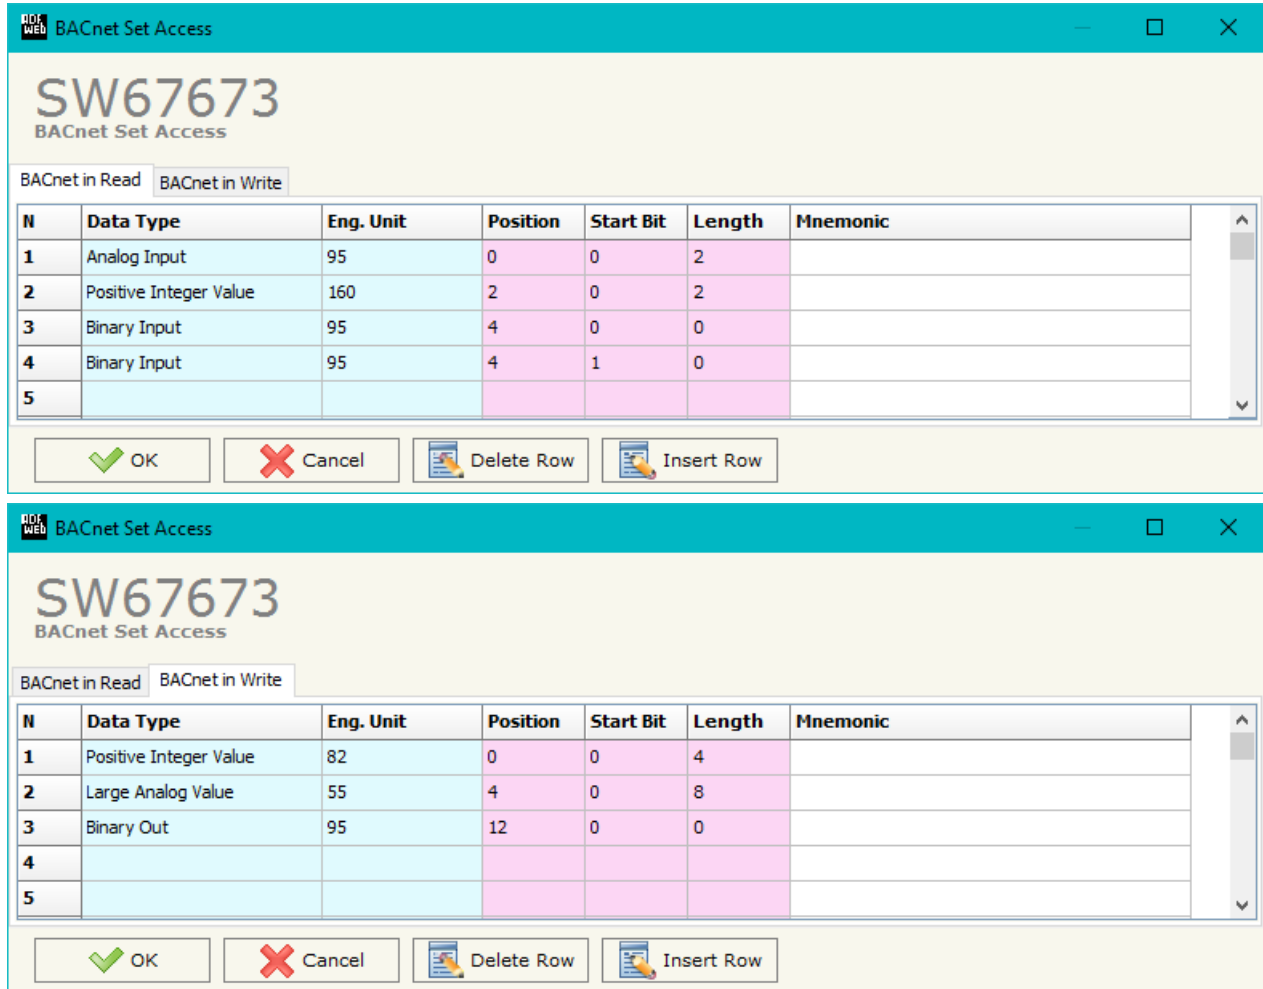 ADF WEB BACnet Set Access
SW67673
BACnet Set Access
BACnet in Read BACnet in Write
N Data Type Eng. Unit Position Start Bit Length Mnemonic
1 Analog Input 95 0 0 2
2 Positive Integer Value 160 2 0 2
3 Binary Input 95 4 0 0
4 Binary Input 95 4 1 0
5
OK Cancel Delete Row Insert Row
ADF WEB BACnet Set Access
SW67673
BACnet Set Access
BACnet in Read BACnet in Write
N Data Type Eng. Unit Position Start Bit Length Mnemonic
1 Positive Integer Value 82 0 0 4
2 Large Analog Value 55 4 0 8
3 Binary Out 95 12 0 0
4
5
OK Cancel Delete Row Insert Row